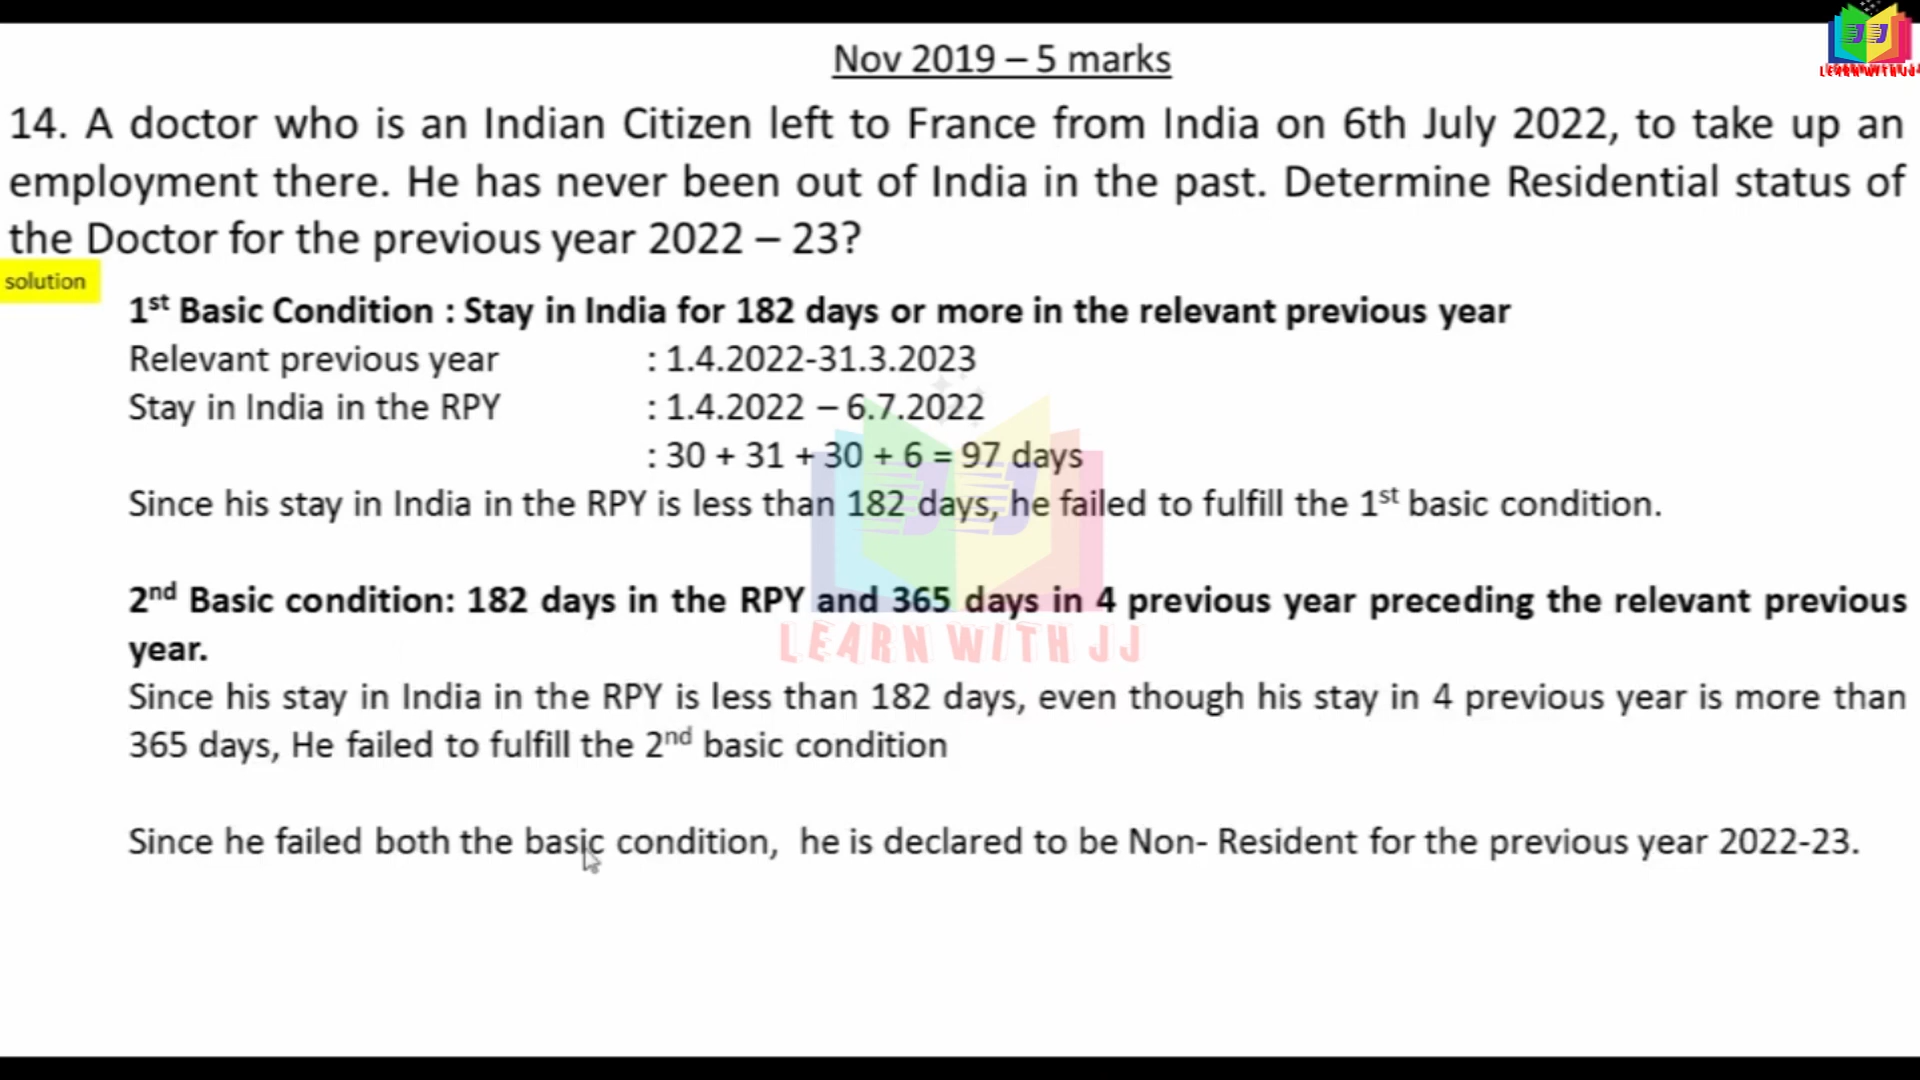 Nov 2019 – 5 marks
14. A doctor who is an Indian Citizen left to France from India on 6th July 2022, to take up an
employment there. He has never been out of India in the past. Determine Residential status of
the Doctor for the previous year 2022 – 23?
solution
1st Basic Condition : Stay in India for 182 days or more in the relevant previous year
Relevant previous year : 1.4.2022-31.3.2023
Stay in India in the RPY : 1.4.2022 – 6.7.2022
: 30 + 31 + 30 + 6 = 97 days
Since his stay in India in the RPY is less than 182 days, he failed to fulfill the 1st basic condition.
2nd Basic condition: 182 days in the RPY and 365 days in 4 previous year preceding the relevant previous
year.
LEARN WITH JJ
Since his stay in India in the RPY is less than 182 days, even though his stay in 4 previous year is more than
365 days, He failed to fulfill the 2nd basic condition
Since he failed both the basic condition, he is declared to be Non- Resident for the previous year 2022-23.
LEARN WITH JJ